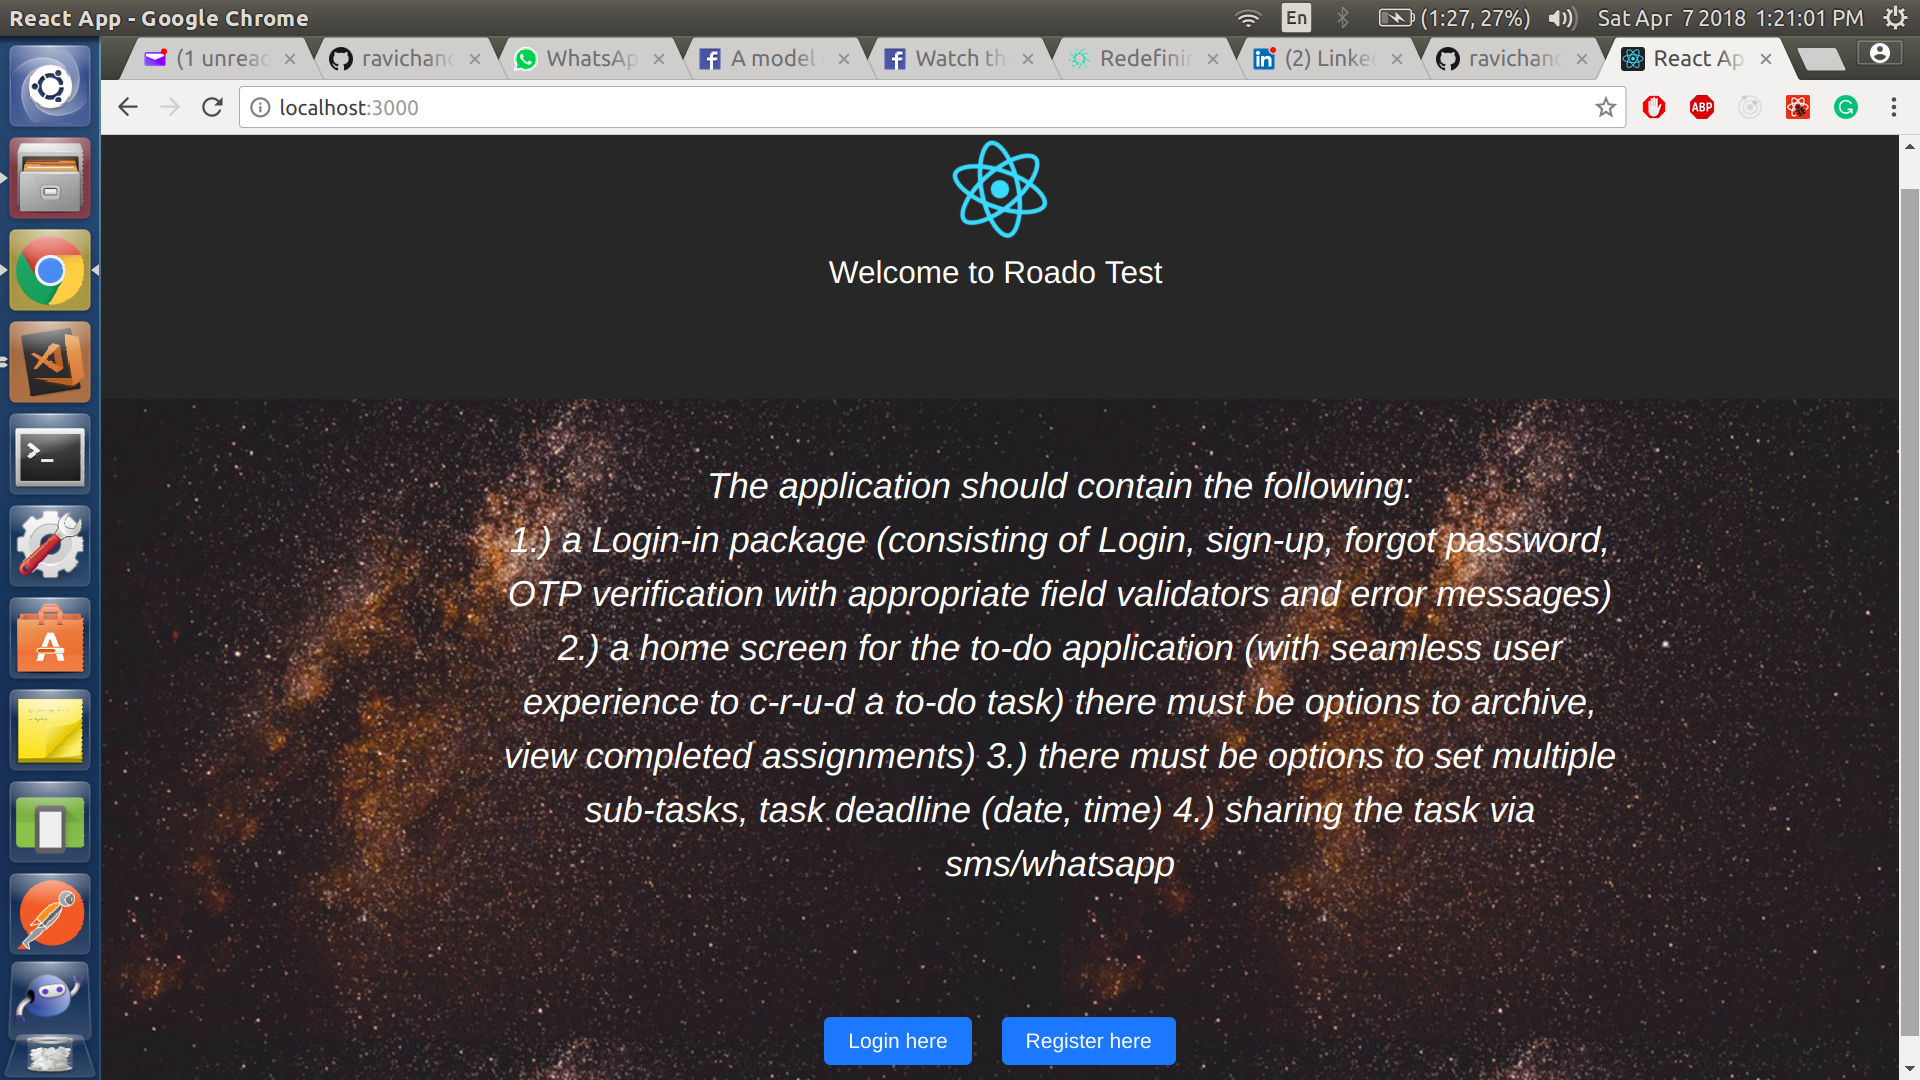 React App - Google Chrome
En
(1:27, 27%)
Sat Apr 7 2018 1:21:01 PM
(1 unread
ravichand
WhatsAp
A model
Watch th
Redefinin
(2) Linked
ravichand
React Ap
localhost:3000
ABP
Welcome to Roado Test
The application should contain the following:
1.) a Login-in package (consisting of Login, sign-up, forgot password,
OTP verification with appropriate field validators and error messages)
2.) a home screen for the to-do application (with seamless user
experience to c-r-u-d a to-do task) there must be options to archive,
view completed assignments) 3.) there must be options to set multiple
sub-tasks, task deadline (date, time) 4.) sharing the task via
sms/whatsapp
Login here
Register here